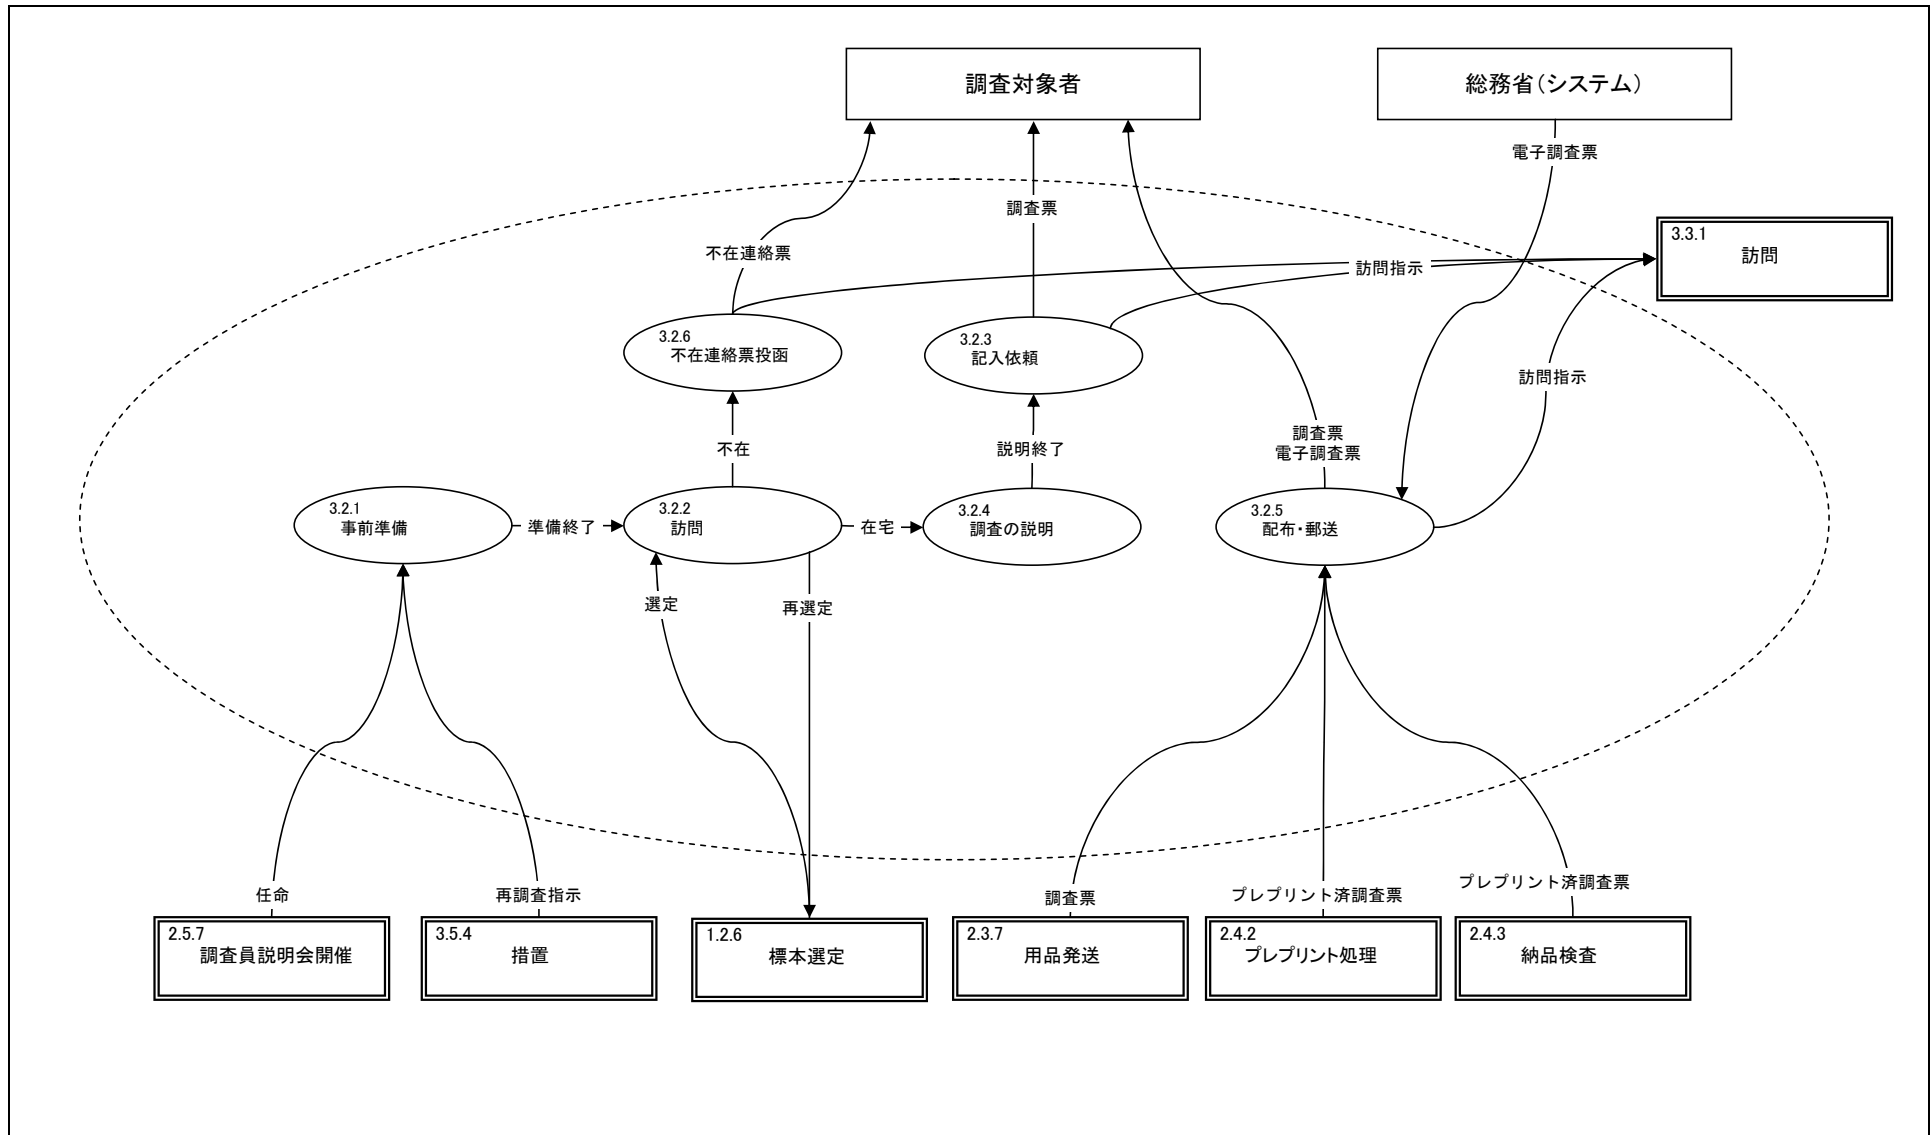 調査対象者
総務省（システム）
電子調査票
調査票
3.3.1
訪問
不在連絡票
訪問指示
3.2.6
不在連絡票投函
3.2.3
記入依頼
訪問指示
調査票
電子調査票
不在
説明終了
3.2.1
事前準備
準備終了
3.2.2
訪問
在宅
3.2.4
調査の説明
3.2.5
配布・郵送
選定
再選定
任命
再調査指示
調査票
プレプリント済調査票
プレプリント済調査票
2.5.7
調査員説明会開催
3.5.4
措置
1.2.6
標本選定
2.3.7
用品発送
2.4.2
プレプリント処理
2.4.3
納品検査